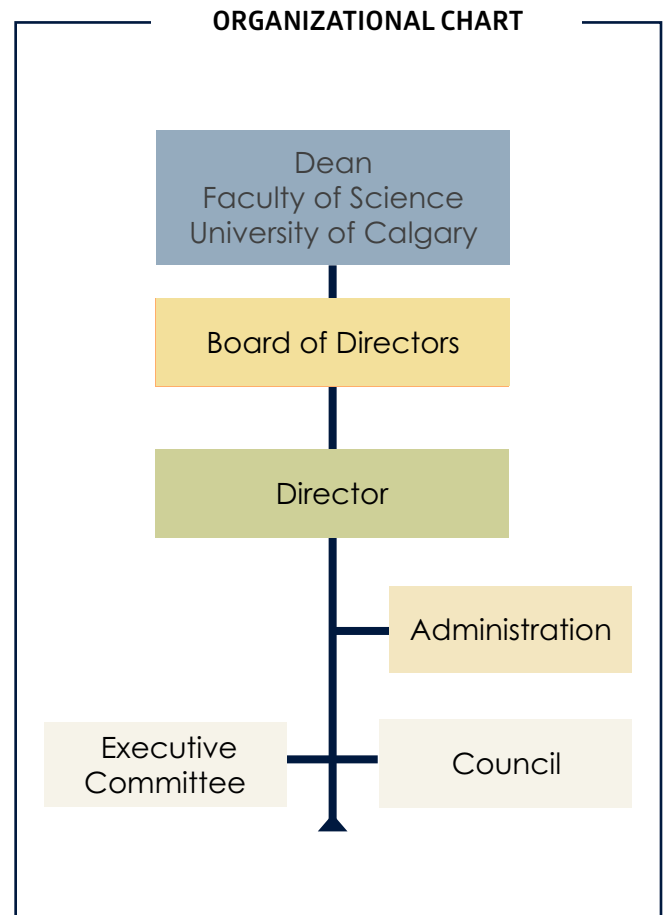 ORGANIZATIONAL CHART
Dean
Faculty of Science
University of Calgary
Board of Directors
Director
Administration
Executive
Committee
Council